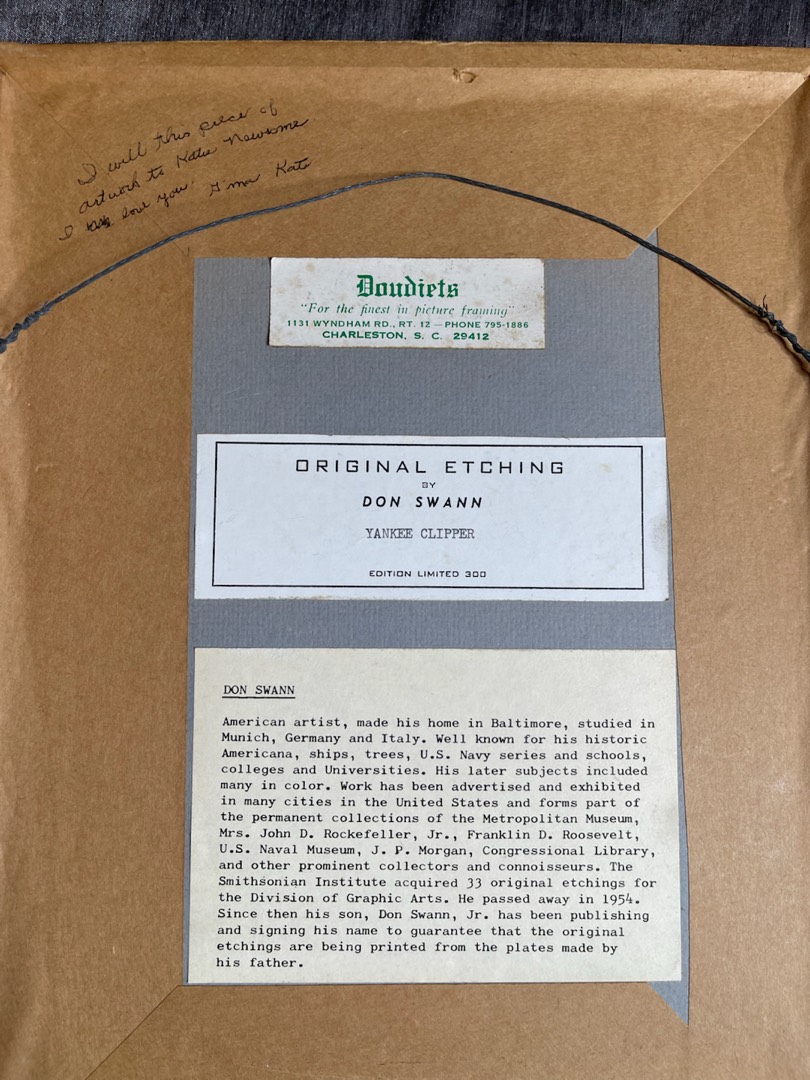 I will this piece of
artwork to Katie Newsome
I love you. G'ma Kate
Doudiets
"For the finest in picture framing"
1131 WYNDHAM RD., RT. 12 — PHONE 795-1886
CHARLESTON, S. C. 29412
ORIGINAL ETCHING
BY
DON SWANN
YANKEE CLIPPER
EDITION LIMITED 300
DON SWANN
American artist, made his home in Baltimore, studied in
Munich, Germany and Italy. Well known for his historic
Americana, ships, trees, U.S. Navy series and schools,
colleges and Universities. His later subjects included
many in color. Work has been advertised and exhibited
in many cities in the United States and forms part of
the permanent collections of the Metropolitan Museum,
Mrs. John D. Rockefeller, Jr., Franklin D. Roosevelt,
U.S. Naval Museum, J. P. Morgan, Congressional Library,
and other prominent collectors and connoisseurs. The
Smithsonian Institute acquired 33 original etchings for
the Division of Graphic Arts. He passed away in 1954.
Since then his son, Don Swann, Jr. has been publishing
and signing his name to guarantee that the original
etchings are being printed from the plates made by
his father.